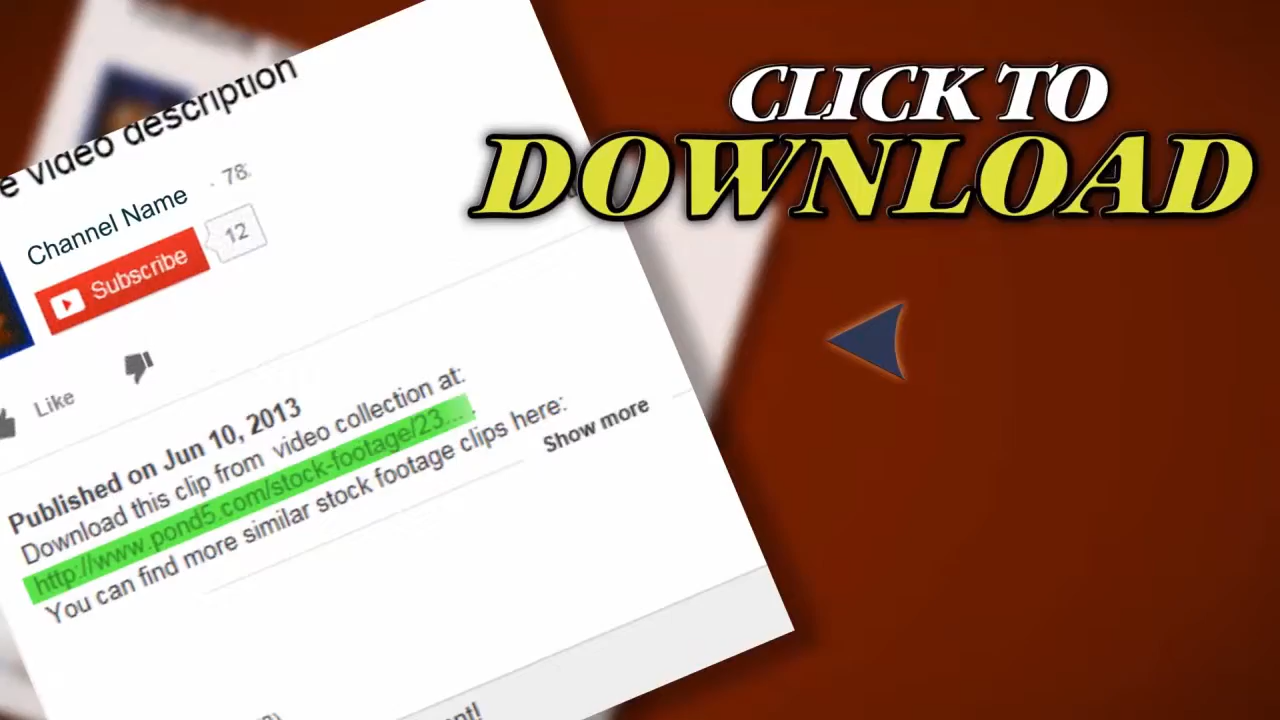 CLICK TO
DOWNLOAD
e video description
Channel Name
· 78
Subscribe
12
Like
Published on Jun 10, 2013
Download this clip from video collection at:
http://www.pond5.com/stock-footage/23... .
You can find more similar stock footage clips here:
Show more